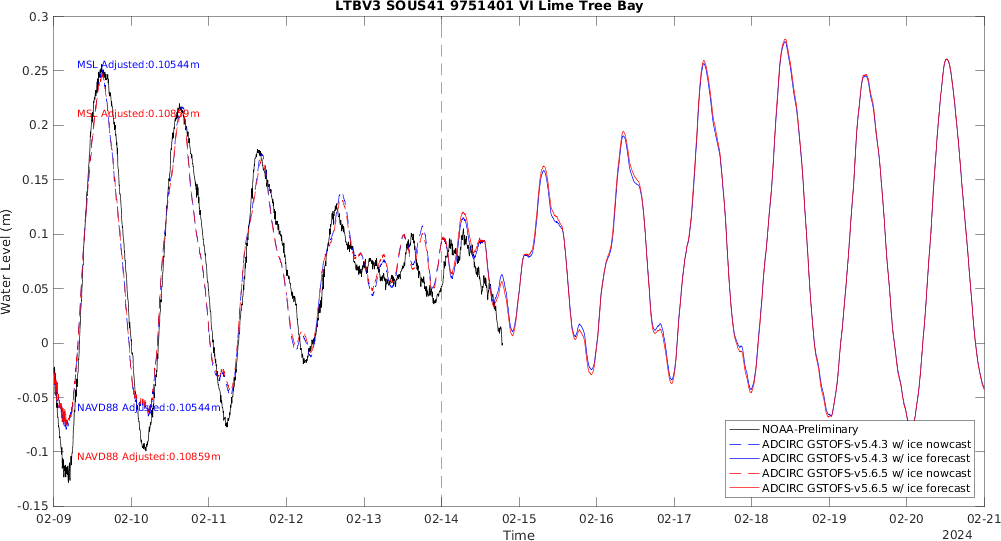 LTBV3 SOUS41 9751401 VI Lime Tree Bay
0.3
0.25
0.2
0.15
0.1
0.05
0
-0.05
-0.1
-0.15
Water Level (m)
MSL Adjusted:0.10544m
MSL Adjusted:0.10859m
NAVD88 Adjusted:0.10544m
NAVD88 Adjusted:0.10859m
NOAA-Preliminary
ADCIRC GSTOFS-v5.4.3 w/ ice nowcast
ADCIRC GSTOFS-v5.4.3 w/ ice forecast
ADCIRC GSTOFS-v5.6.5 w/ ice nowcast
ADCIRC GSTOFS-v5.6.5 w/ ice forecast
02-09 02-10 02-11 02-12 02-13 02-14 02-15 02-16 02-17 02-18 02-19 02-20 02-21
Time
2024